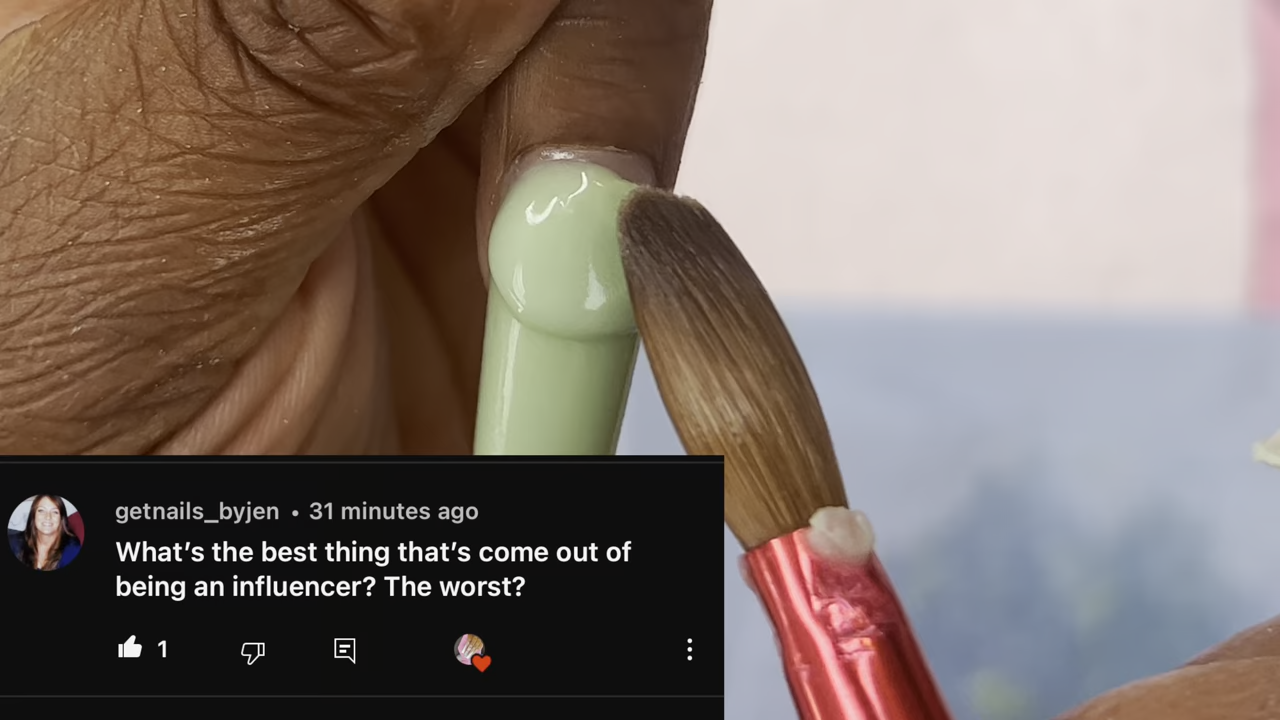 getnails_byjen • 31 minutes ago
What's the best thing that's come out of
being an influencer? The worst?
1